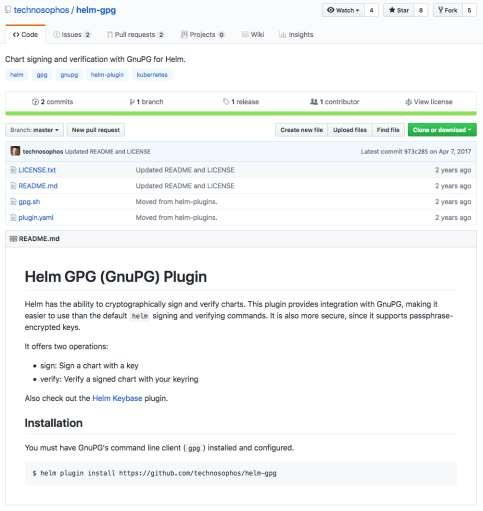 technosophos / helm-gpg
Watch 4 Star 8 Fork 5
Code Issues 2 Pull requests 2 Projects 0 Wiki Insights
Chart signing and verification with GnuPG for Helm.
helm gpg gnupg helm-plugin kubernetes
2 commits 1 branch 1 release 1 contributor View license
Branch: master New pull request Create new file Upload files Find file Clone or download
technosophos Updated README and LICENSE Latest commit 973c285 on Apr 7, 2017
LICENSE.txt Updated README and LICENSE 2 years ago
README.md Updated README and LICENSE 2 years ago
gpg.sh Moved from helm-plugins. 2 years ago
plugin.yaml Moved from helm-plugins. 2 years ago
README.md
Helm GPG (GnuPG) Plugin
Helm has the ability to cryptographically sign and verify charts. This plugin provides integration with GnuPG, making it
easier to use than the default helm signing and verifying commands. It is also more secure, since it supports passphrase-
encrypted keys.
It offers two operations:
• sign: Sign a chart with a key
• verify: Verify a signed chart with your keyring
Also check out the Helm Keybase plugin.
Installation
You must have GnuPG's command line client ( gpg ) installed and configured.
$ helm plugin install https://github.com/technosophos/helm-gpg